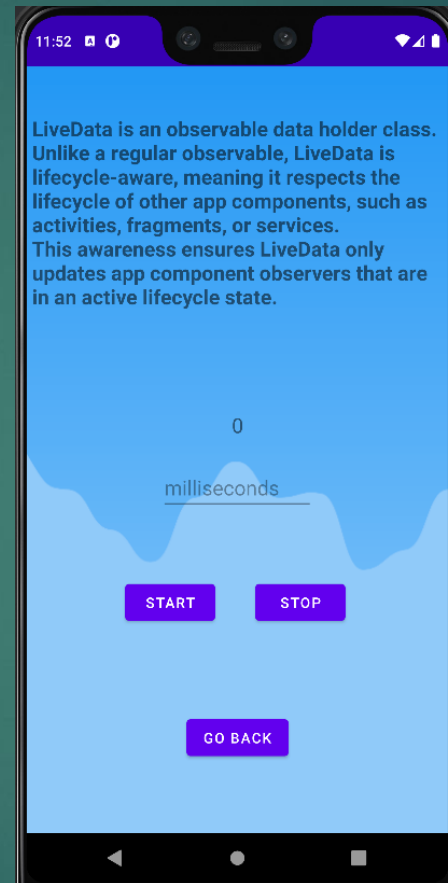 11:52
LiveData is an observable data holder class.
Unlike a regular observable, LiveData is
lifecycle-aware, meaning it respects the
lifecycle of other app components, such as
activities, fragments, or services.
This awareness ensures LiveData only
updates app component observers that are
in an active lifecycle state.
0
milliseconds
START STOP
GO BACK